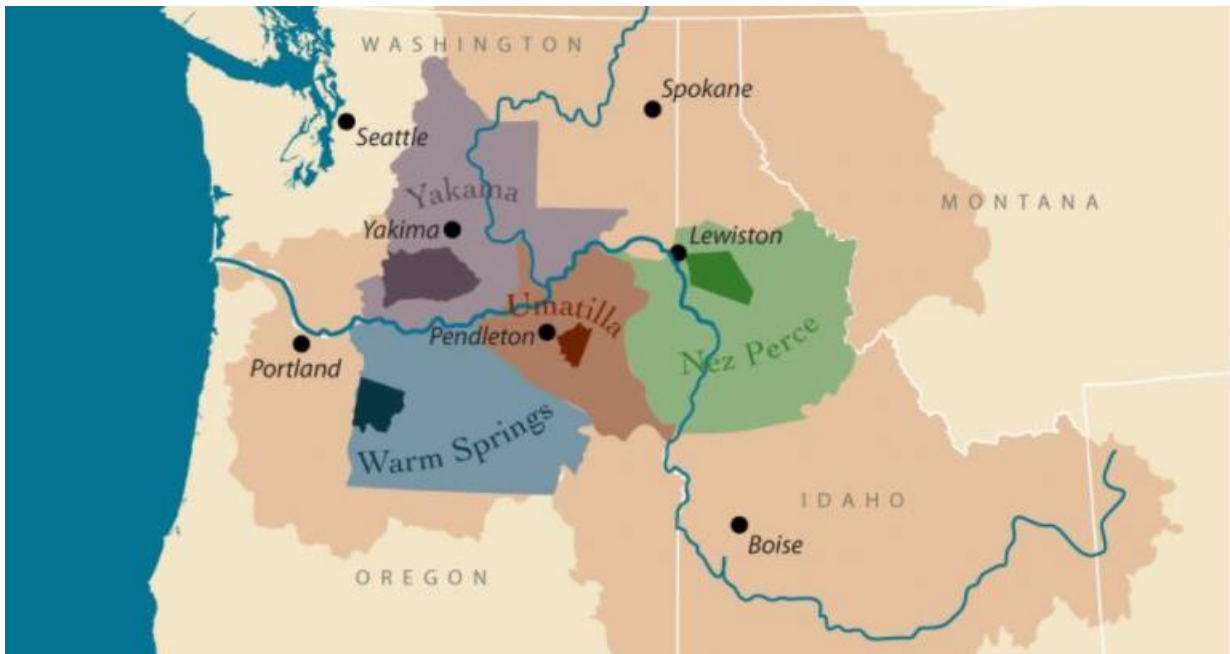 WASHINGTON
Spokane
Seattle
Yakama
MONTANA
Yakima
Lewiston
Umatilla
Pendleton
Nez Perce
Portland
Warm Springs
IDAHO
Boise
OREGON